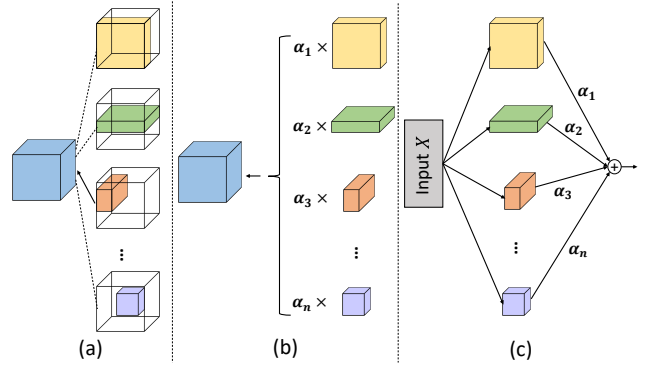 α₁ ×
α₂ ×
α₃ ×
⋮
αₙ ×
Input X
α₁
α₂
α₃
αₙ
+
(a)
(b)
(c)